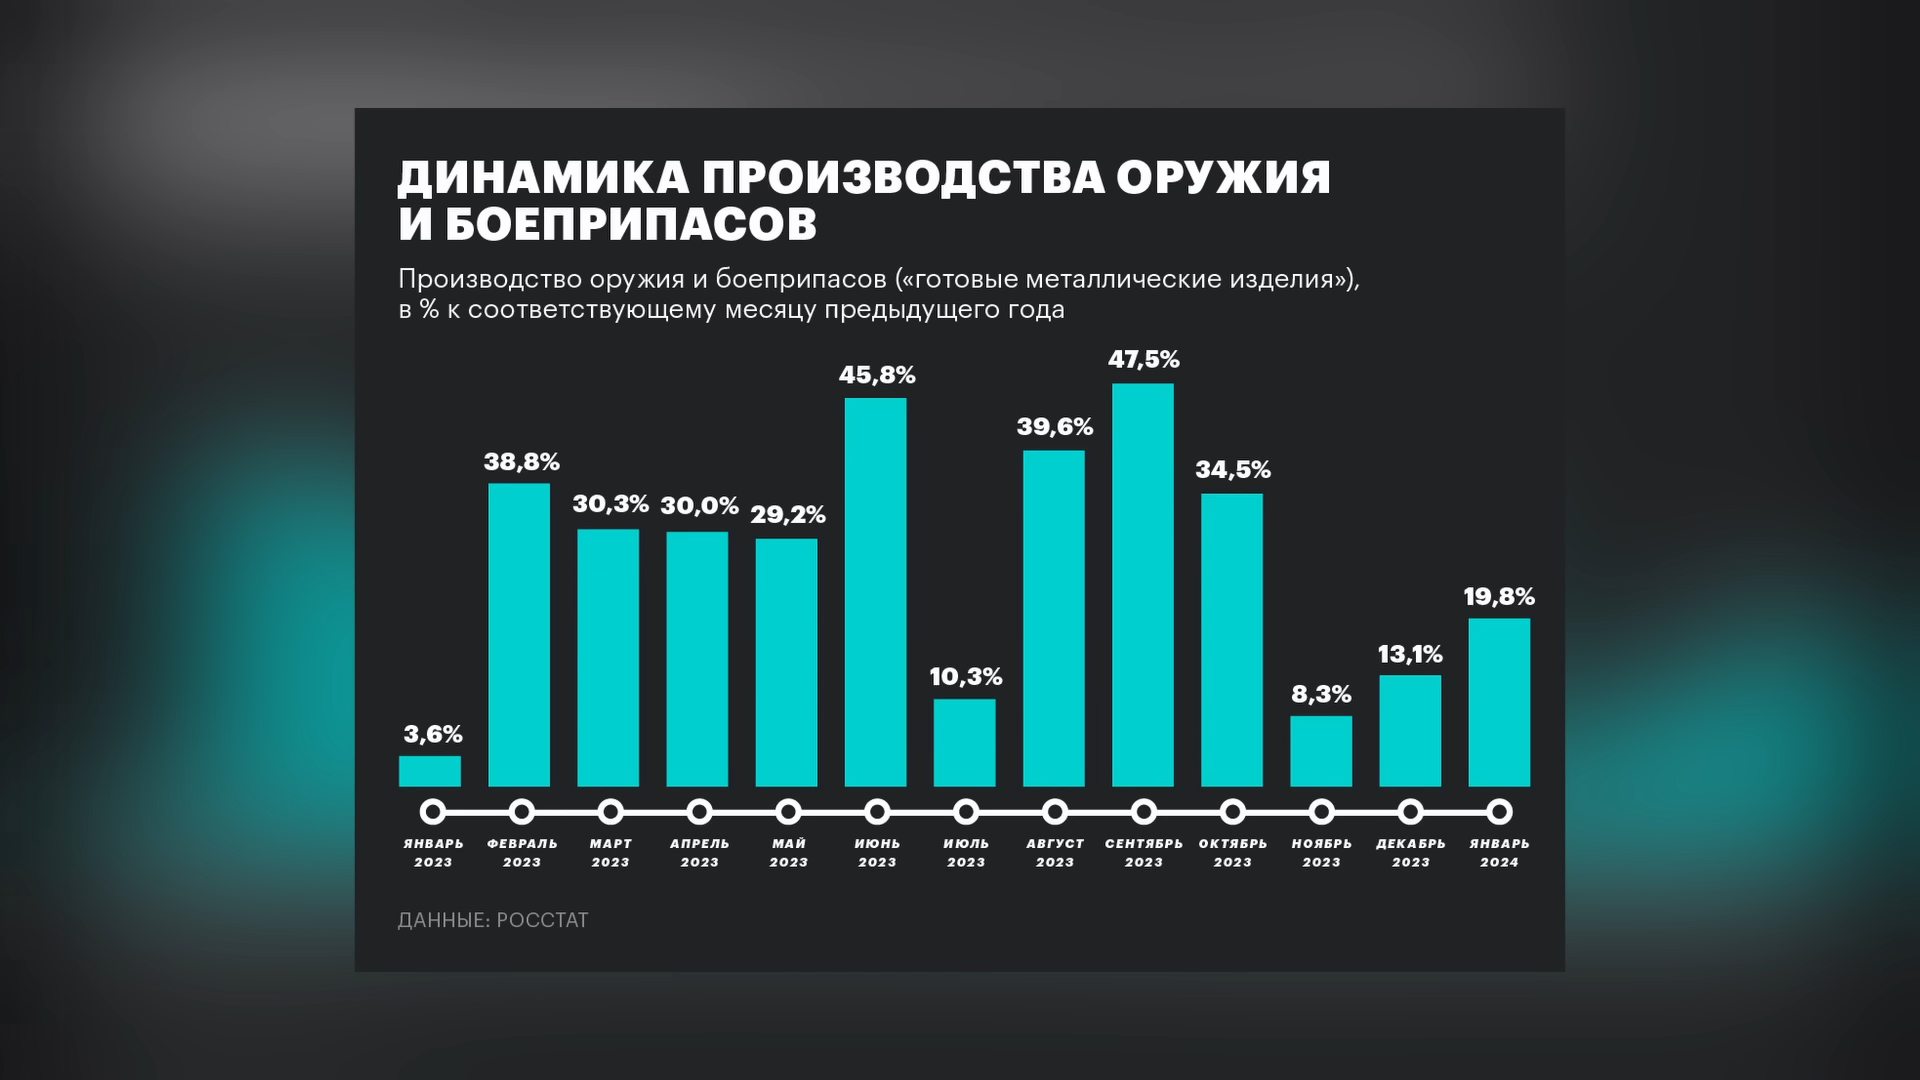 ДИНАМИКА ПРОИЗВОДСТВА ОРУЖИЯ
И БОЕПРИПАСОВ
Производство оружия и боеприпасов («готовые металлические изделия»),
в % к соответствующему месяцу предыдущего года
3,6%
38,8%
30,3%
30,0%
29,2%
45,8%
10,3%
39,6%
47,5%
34,5%
8,3%
13,1%
19,8%
ЯНВАРЬ
2023
ФЕВРАЛЬ
2023
МАРТ
2023
АПРЕЛЬ
2023
МАЙ
2023
ИЮНЬ
2023
ИЮЛЬ
2023
АВГУСТ
2023
СЕНТЯБРЬ
2023
ОКТЯБРЬ
2023
НОЯБРЬ
2023
ДЕКАБРЬ
2023
ЯНВАРЬ
2024
ДАННЫЕ: РОССТАТ